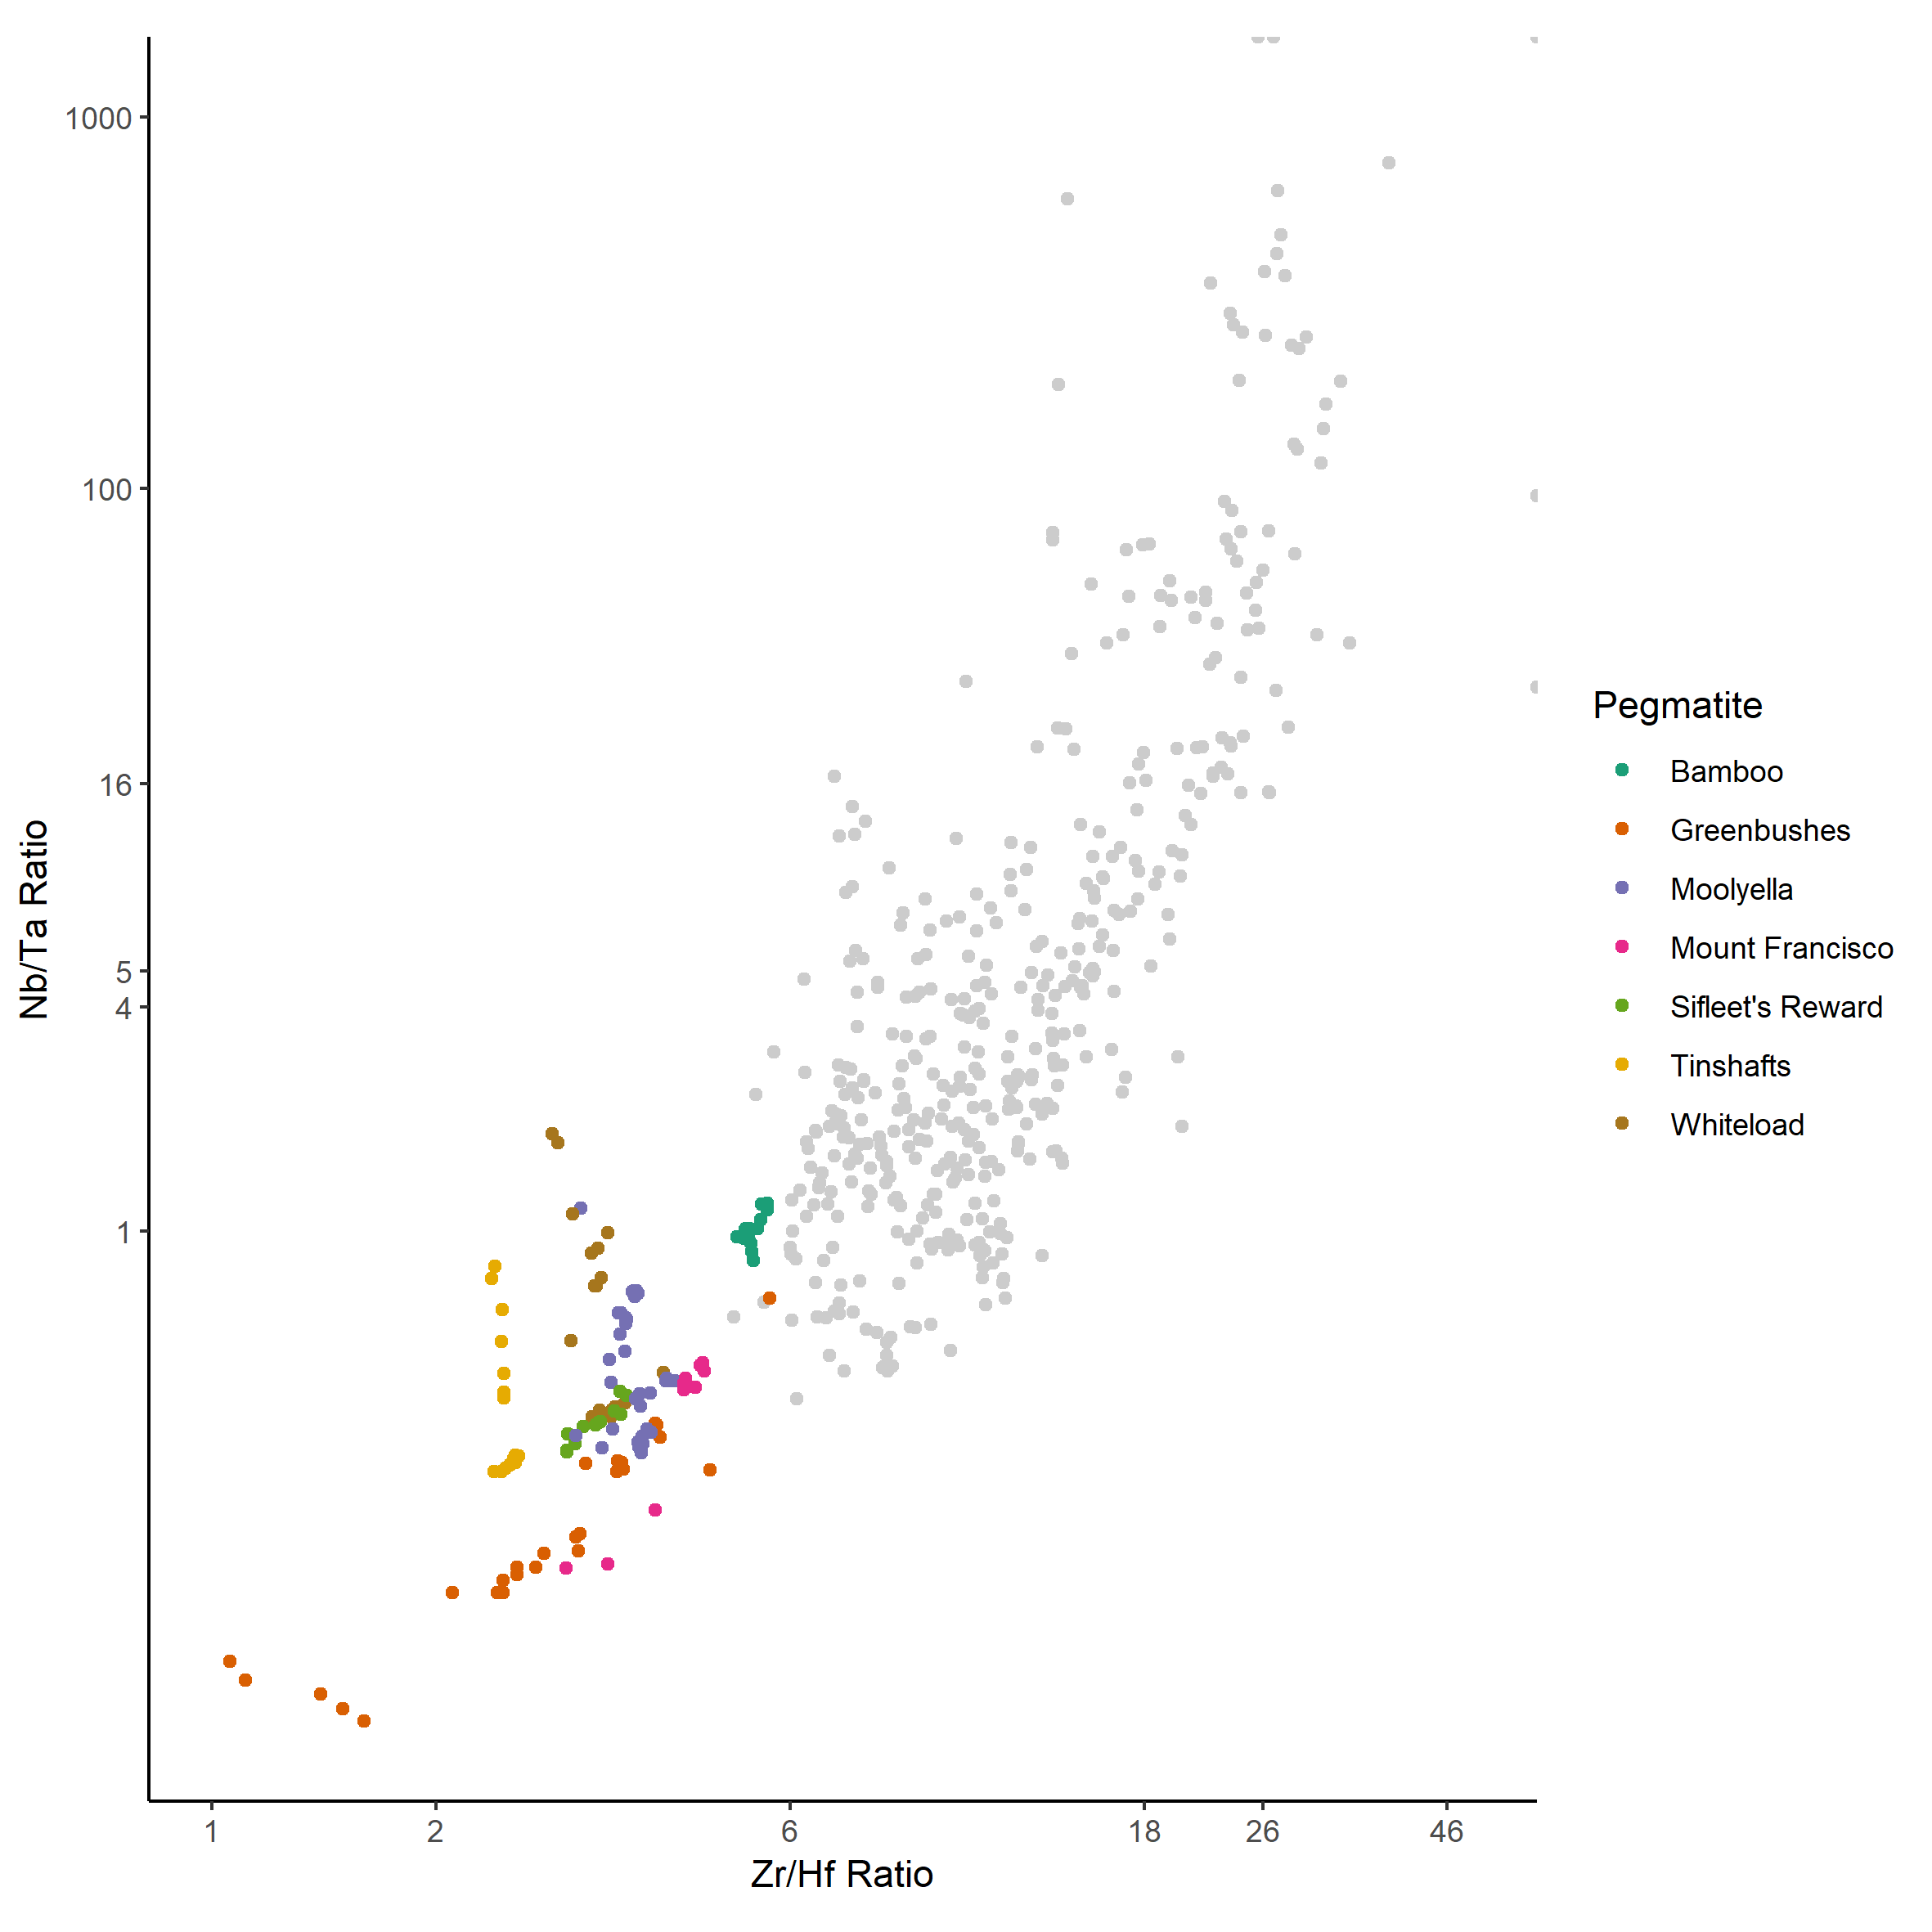 1000
100
16
5
4
1
Nb/Ta Ratio
1
2
6
18
26
46
Zr/Hf Ratio
Pegmatite
Bamboo
Greenbushes
Moolyella
Mount Francisco
Sifleet's Reward
Tinshafts
Whiteload